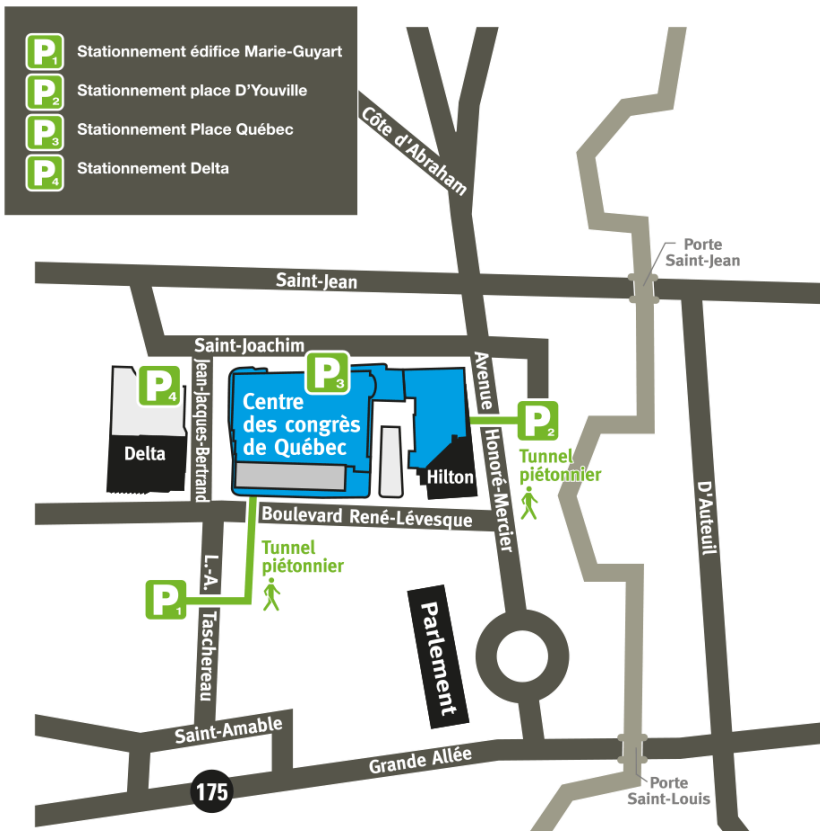 P1 Stationnement édifice Marie-Guyart
P2 Stationnement place D'Youville
P3 Stationnement Place Québec
P4 Stationnement Delta
Côte d'Abraham
Porte
Saint-Jean
Saint-Jean
Saint-Joachim
P3
P4
Jean-Jacques-Bertrand
Avenue Honoré-Mercier
Centre
des congrès
de Québec
P2
Delta
Hilton
Tunnel
piétonnier
D'Auteuil
Boulevard René-Lévesque
Tunnel
piétonnier
L.-A. Taschereau
P1
Parlement
Saint-Amable
Grande Allée
175
Porte
Saint-Louis